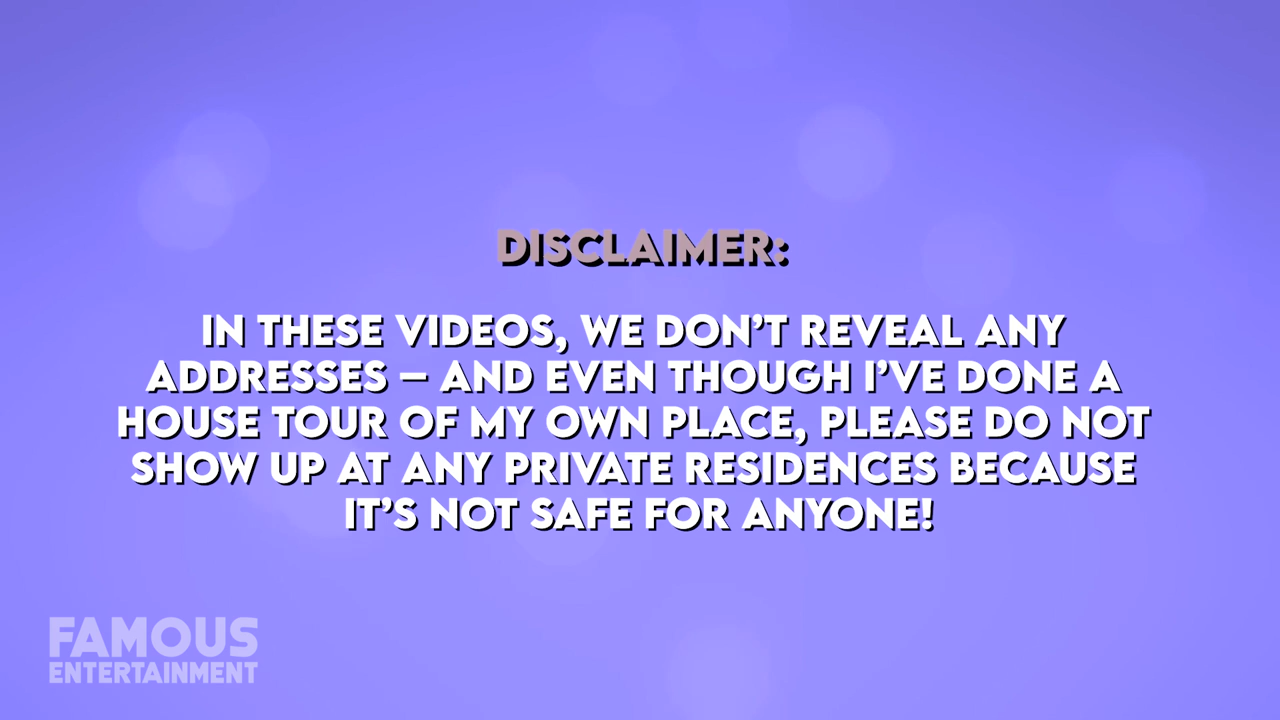 DISCLAIMER:
IN THESE VIDEOS, WE DON’T REVEAL ANY
ADDRESSES – AND EVEN THOUGH I’VE DONE A
HOUSE TOUR OF MY OWN PLACE, PLEASE DO NOT
SHOW UP AT ANY PRIVATE RESIDENCES BECAUSE
IT’S NOT SAFE FOR ANYONE!
FAMOUS
ENTERTAINMENT